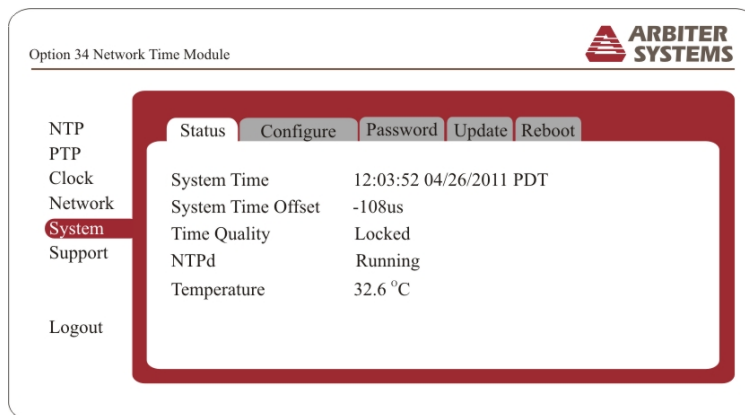 Option 34 Network Time Module
ARBITER
SYSTEMS
NTP
PTP
Clock
Network
System
Support
Logout
Status Configure Password Update Reboot
System Time 12:03:52 04/26/2011 PDT
System Time Offset -108us
Time Quality Locked
NTPd Running
Temperature 32.6 °C